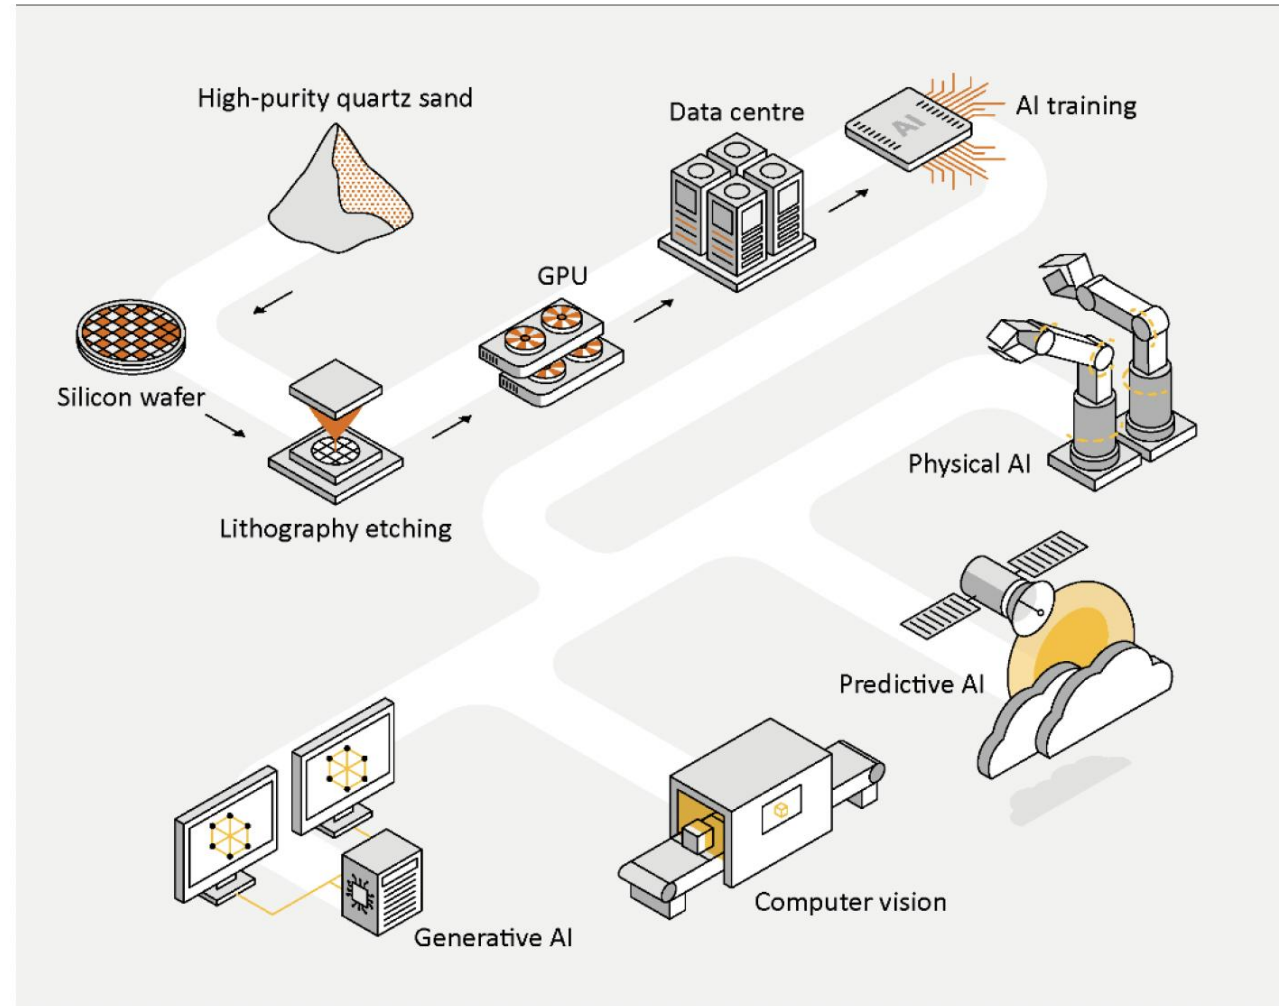 High-purity quartz sand
Data centre
AI
AI training
GPU
Silicon wafer
Lithography etching
Physical AI
Predictive AI
Computer vision
Generative AI